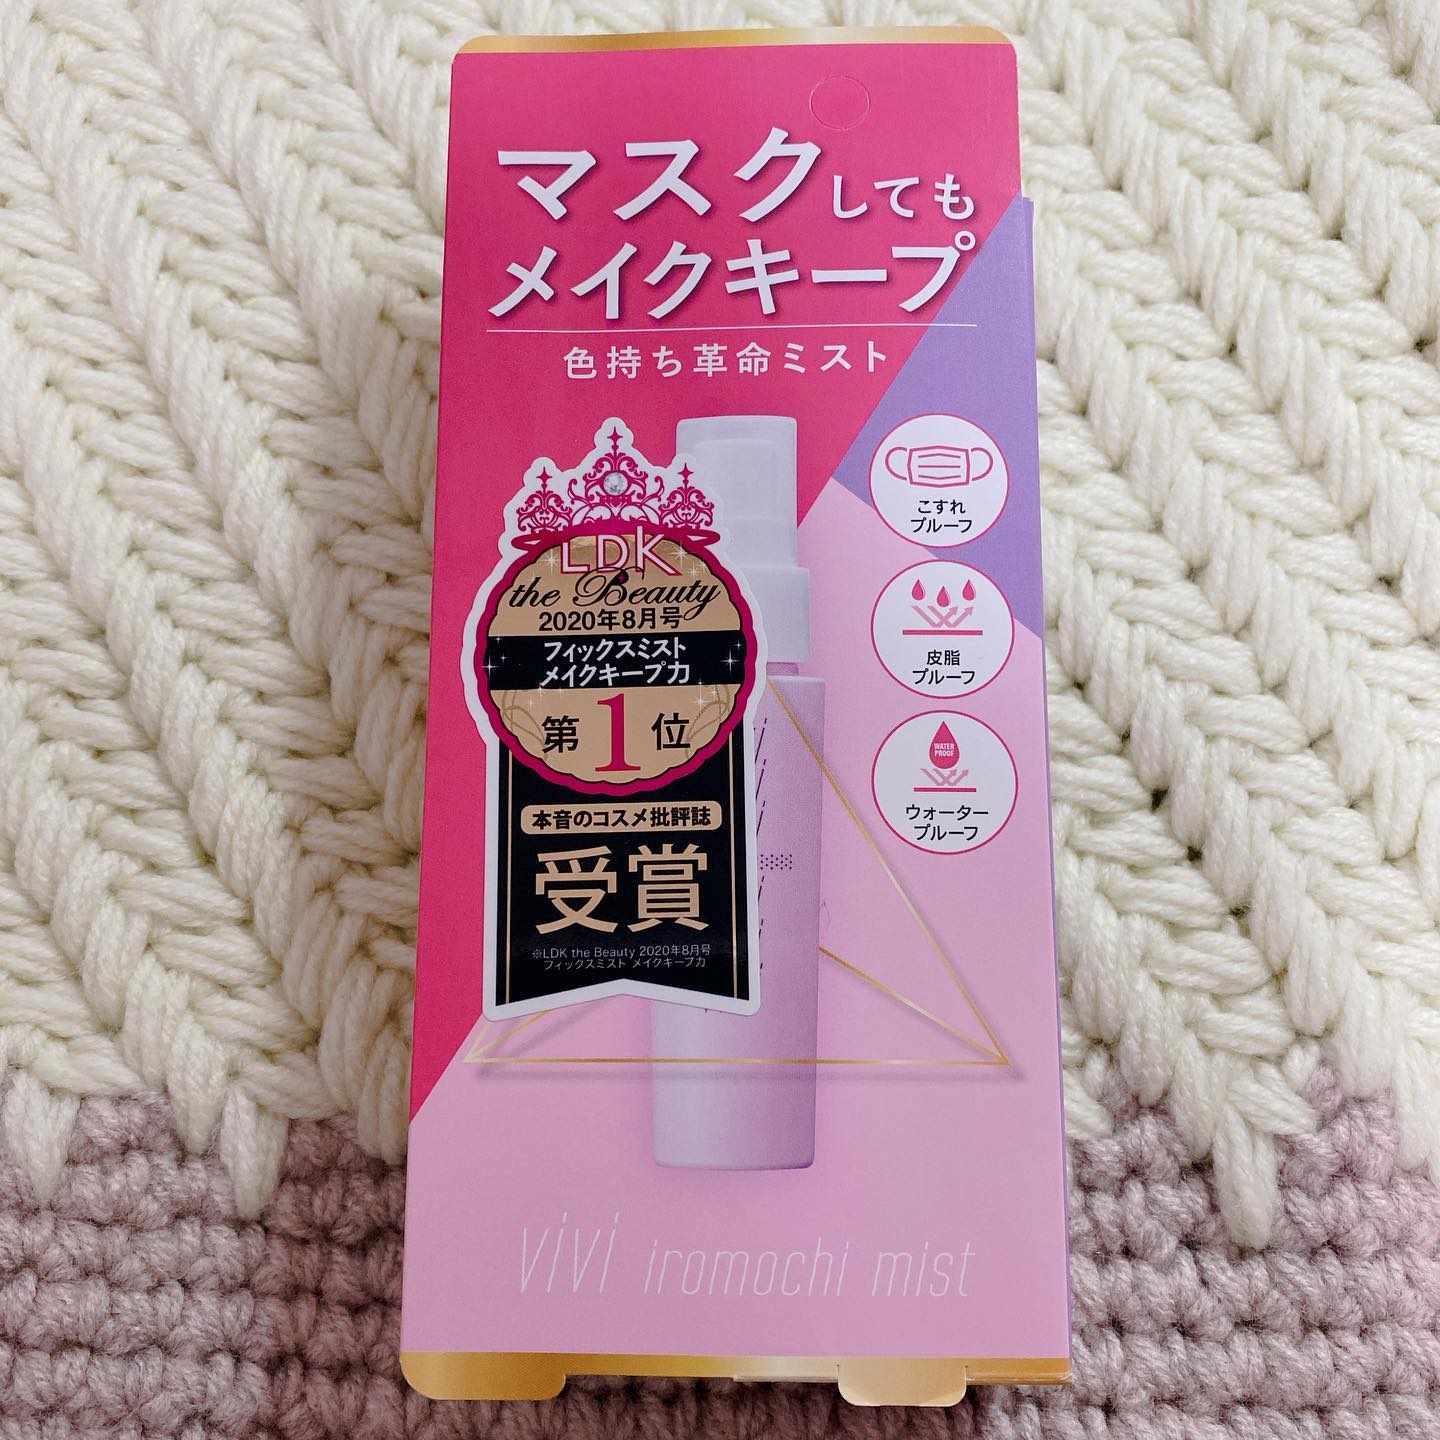 マスクしても
メイクキープ
色持ち革命ミスト
LDK
the Beauty
2020年8月号
フィックスミスト
メイクキープ力
第1位
本音のコスメ批評誌
受賞
※LDK the Beauty 2020年8月号
フィックスミスト メイクキープ力
こすれ
プルーフ
皮脂
プルーフ
WATER
PROOF
ウォーター
プルーフ
ViVi iromochi mist